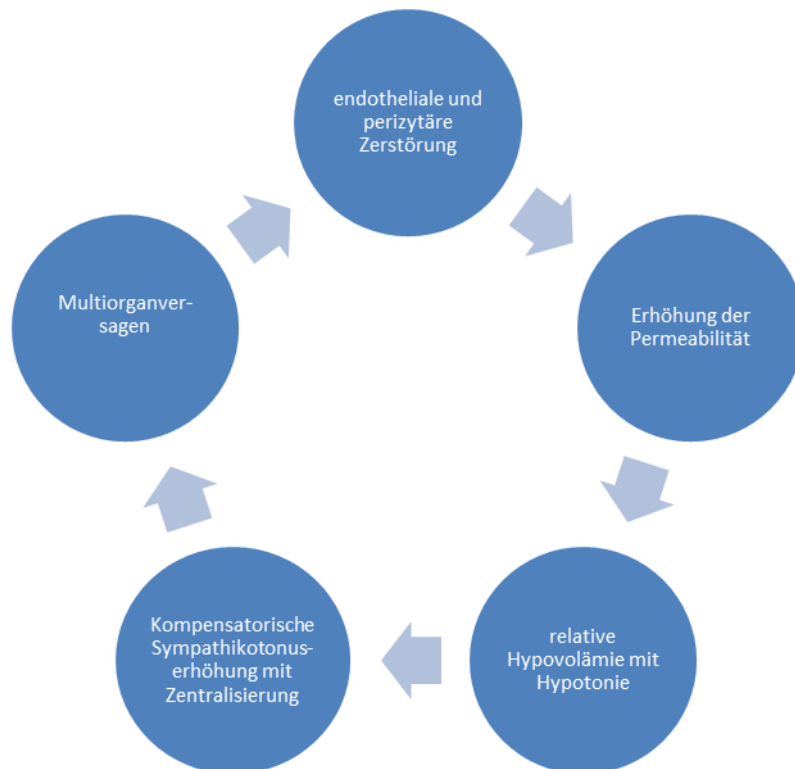 endotheliale und
perizytäre
Zerstörung
Erhöhung der
Permeabilität
relative
Hypovolämie mit
Hypotonie
Kompensatorische
Sympathikotonus-
erhöhung mit
Zentralisierung
Multiorganver-
sagen